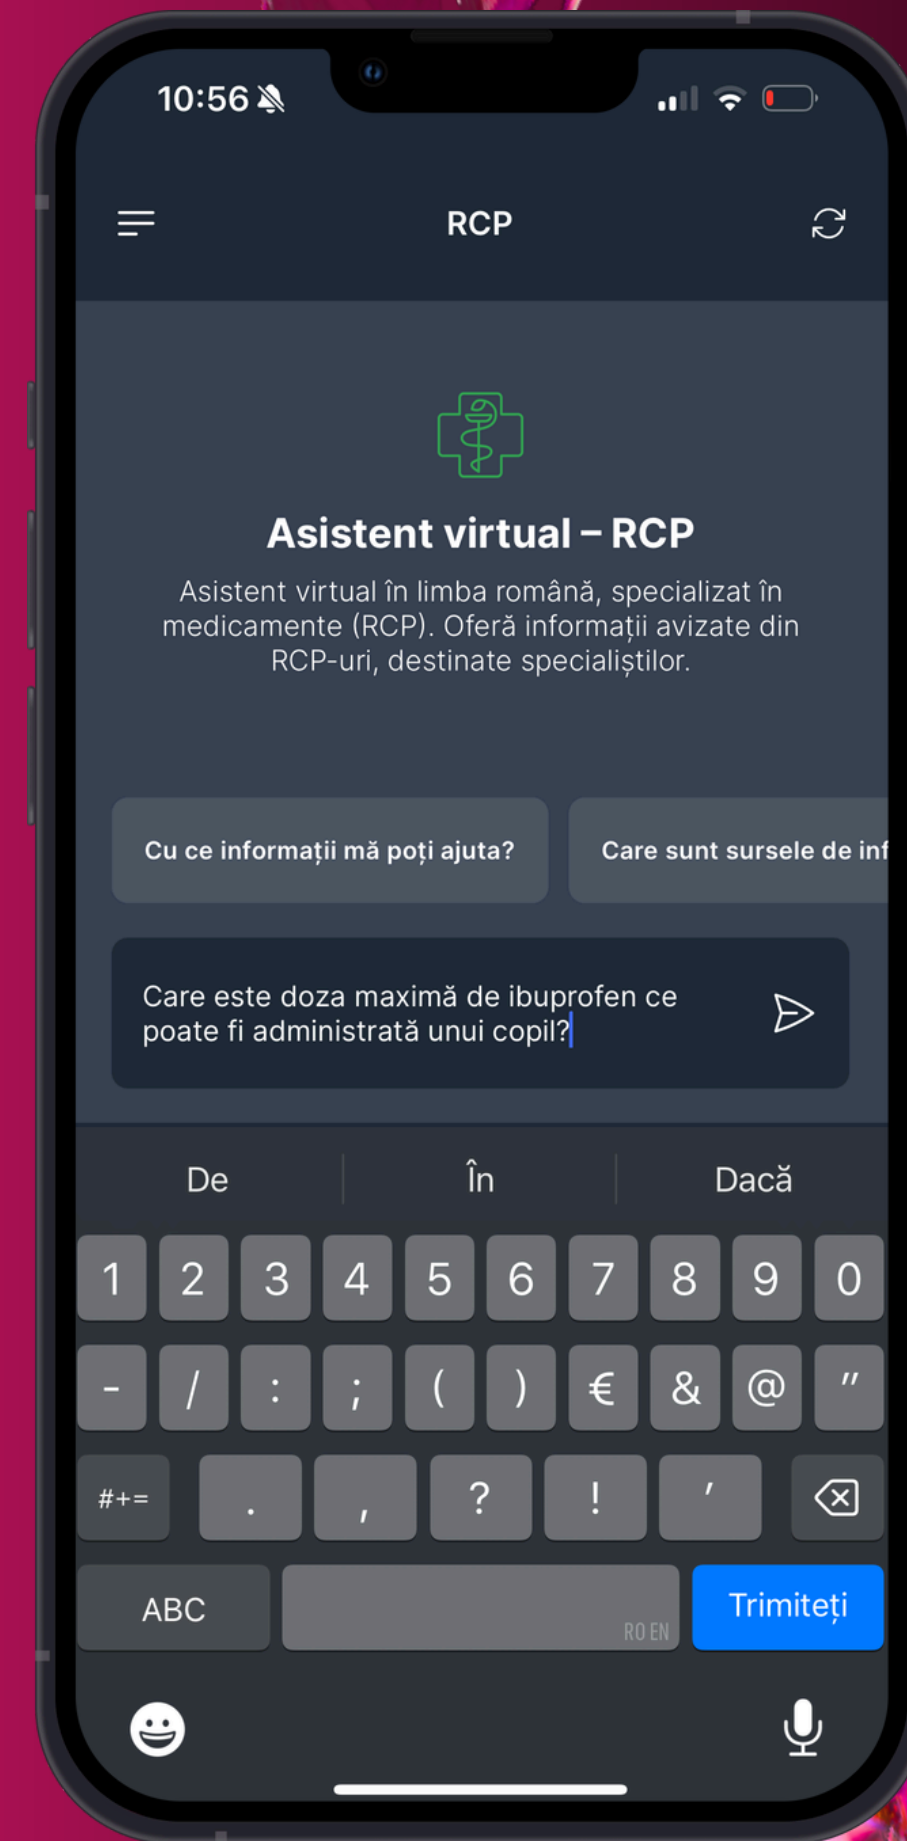 10:56
RCP
Asistent virtual – RCP
Asistent virtual în limba română, specializat în
medicamente (RCP). Oferă informații avizate din
RCP-uri, destinate specialiștilor.
Cu ce informații mă poți ajuta?
Care sunt sursele de inf
Care este doza maximă de ibuprofen ce
poate fi administrată unui copil?
De În Dacă
1 2 3 4 5 6 7 8 9 0
- / : ; ( ) € & @ "
#+= . , ? ! '
ABC RO EN Trimiteți